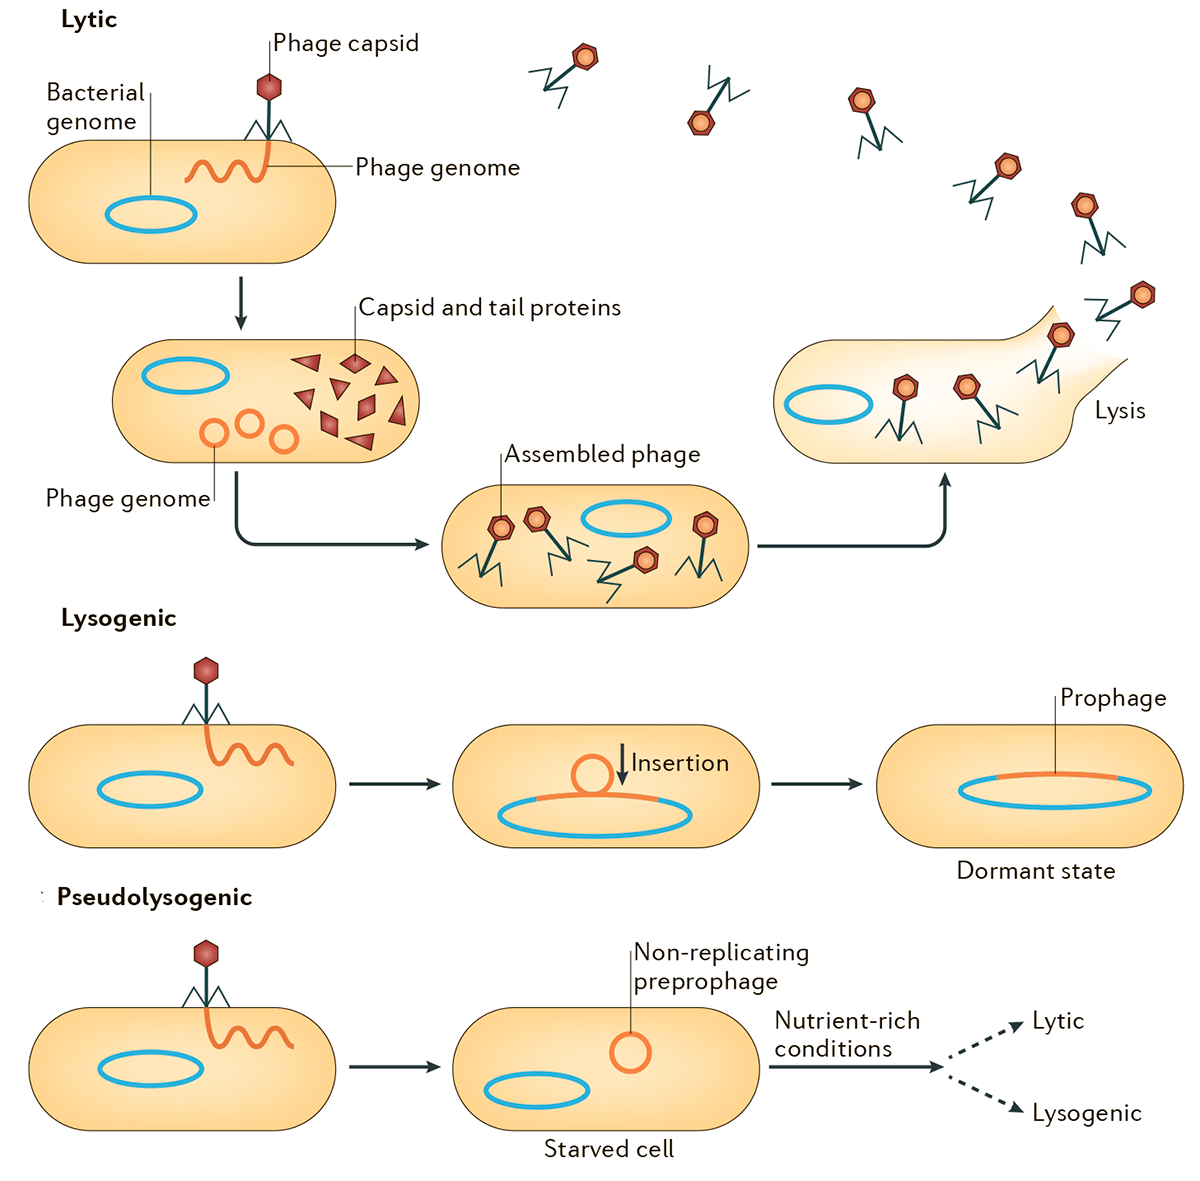 Lytic
Phage capsid
Bacterial
genome
Phage genome
Capsid and tail proteins
Phage genome
Assembled phage
Lysis
Lysogenic
Insertion
Prophage
Dormant state
Pseudolysogenic
Non-replicating
preprophage
Starved cell
Nutrient-rich
conditions
Lytic
Lysogenic